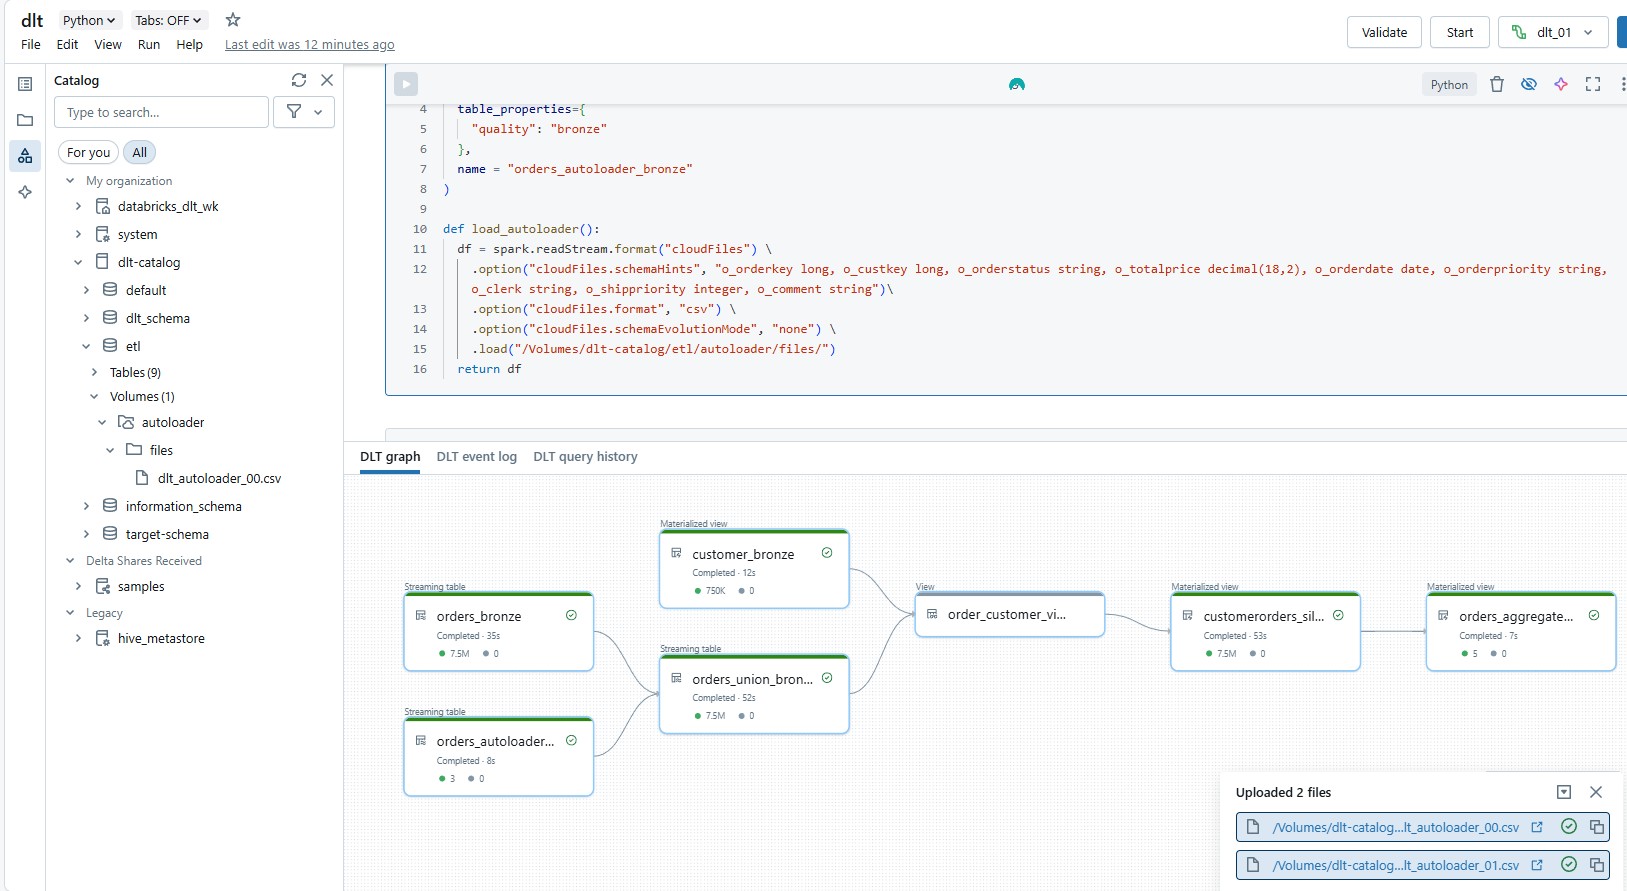 dlt
Python
Tabs: OFF
File Edit View Run Help
Last edit was 12 minutes ago
Validate
Start
dlt_01
Catalog
Type to search...
For you
All
My organization
databricks_dlt_wk
system
dlt-catalog
default
dlt_schema
etl
Tables (9)
Volumes (1)
autoloader
files
dlt_autoloader_00.csv
information_schema
target-schema
Delta Shares Received
samples
Legacy
hive_metastore
Python
4 table_properties={
5 "quality": "bronze"
6 },
7 name = "orders_autoloader_bronze"
8 )
9
10 def load_autoloader():
11 df = spark.readStream.format("cloudFiles") \
12 .option("cloudFiles.schemaHints", "o_orderkey long, o_custkey long, o_orderstatus string, o_totalprice decimal(18,2), o_orderdate date, o_orderpriority string,
o_clerk string, o_shippriority integer, o_comment string")\
13 .option("cloudFiles.format", "csv") \
14 .option("cloudFiles.schemaEvolutionMode", "none") \
15 .load("/Volumes/dlt-catalog/etl/autoloader/files/")
16 return df
DLT graph
DLT event log
DLT query history
Streaming table
orders_bronze
Completed · 35s
7.5M 0
Streaming table
orders_autoloader...
Completed · 8s
3 0
Materialized view
customer_bronze
Completed · 12s
750K 0
Streaming table
orders_union_bron...
Completed · 52s
7.5M 0
View
order_customer_vi...
Materialized view
customerorders_sil...
Completed · 53s
7.5M 0
Materialized view
orders_aggregate...
Completed · 7s
5 0
Uploaded 2 files
/Volumes/dlt-catalog...lt_autoloader_00.csv
/Volumes/dlt-catalog...lt_autoloader_01.csv